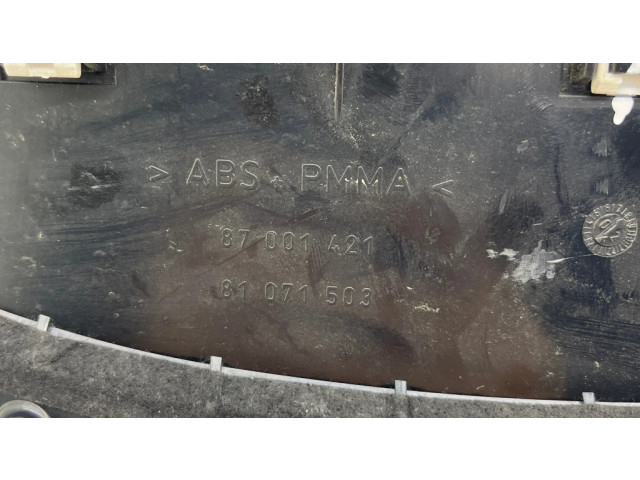 > ABS + PMMA <
87 001 421
81 071 503